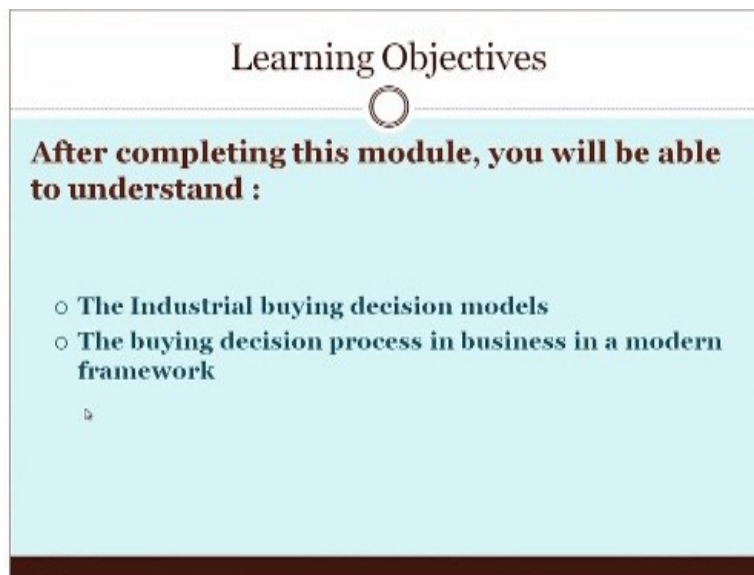 Learning Objectives
After completing this module, you will be able
to understand :
The Industrial buying decision models
The buying decision process in business in a modern
framework